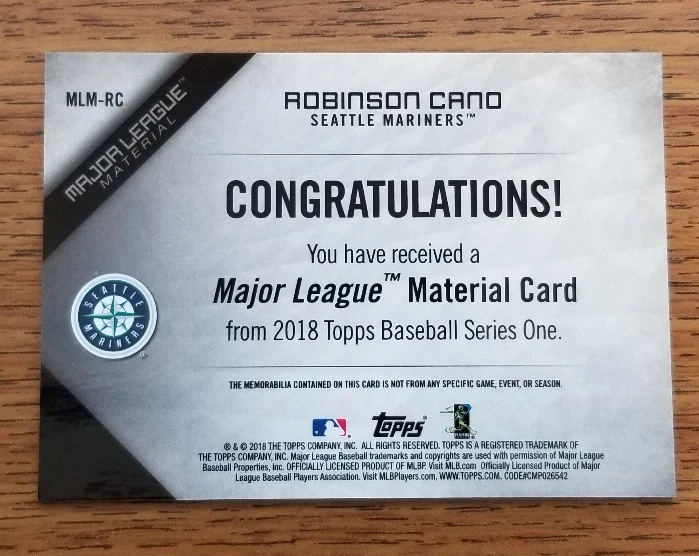 MLM-RC
MAJOR LEAGUE™
MATERIAL
ROBINSON CANO
SEATTLE MARINERS™
CONGRATULATIONS!
You have received a
Major League™ Material Card
from 2018 Topps Baseball Series One.
SEATTLE
MARINERS
®
THE MEMORABILIA CONTAINED ON THIS CARD IS NOT FROM ANY SPECIFIC GAME, EVENT, OR SEASON.
Topps®
® & © 2018 THE TOPPS COMPANY, INC. ALL RIGHTS RESERVED. TOPPS IS A REGISTERED TRADEMARK OF
THE TOPPS COMPANY, INC. Major League Baseball trademarks and copyrights are used with permission of Major League
Baseball Properties, Inc. OFFICIALLY LICENSED PRODUCT OF MLBP Visit MLB.com Officially Licensed Product of Major
League Baseball Players Association. Visit MLBPlayers.com. WWW.TOPPS.COM. CODE#CMP026542